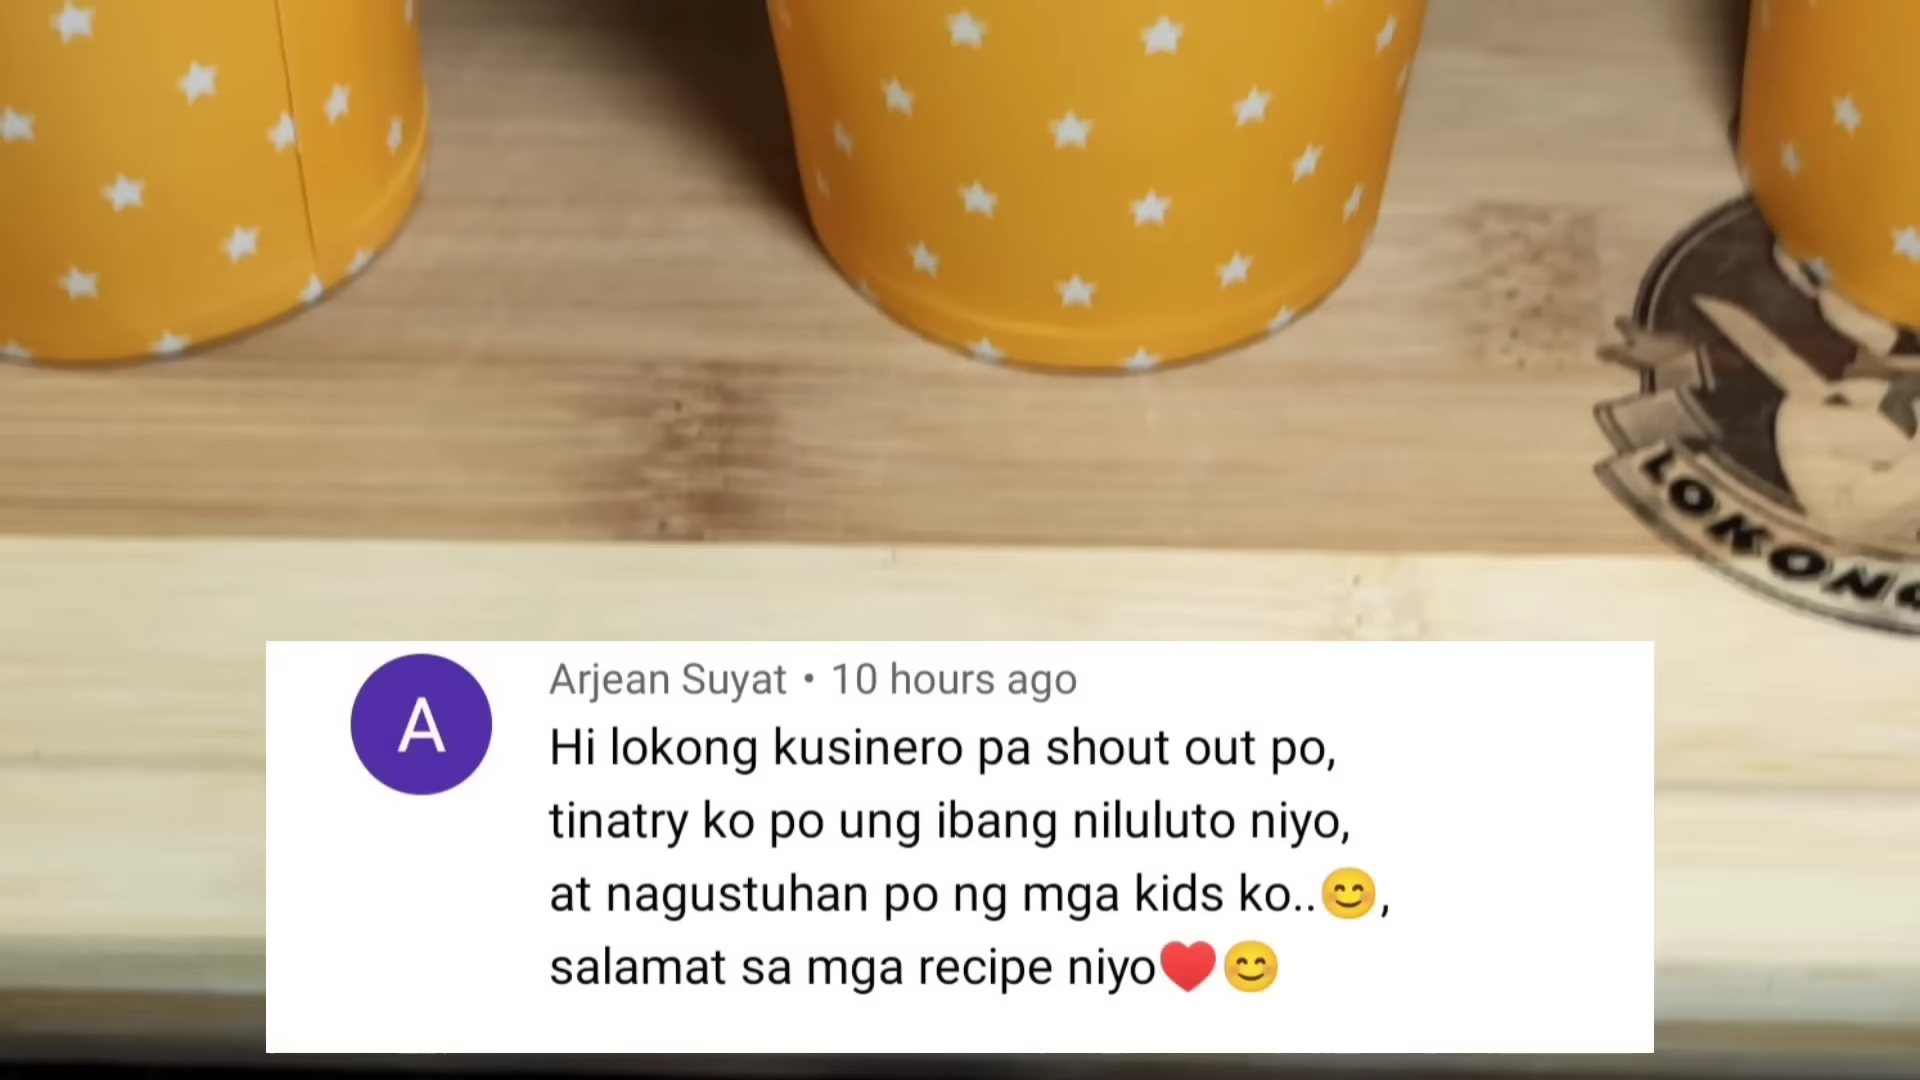 LOKONG
A
Arjean Suyat • 10 hours ago
Hi lokong kusinero pa shout out po,
tinatry ko po ung ibang niluluto niyo,
at nagustuhan po ng mga kids ko..😊,
salamat sa mga recipe niyo❤️😊